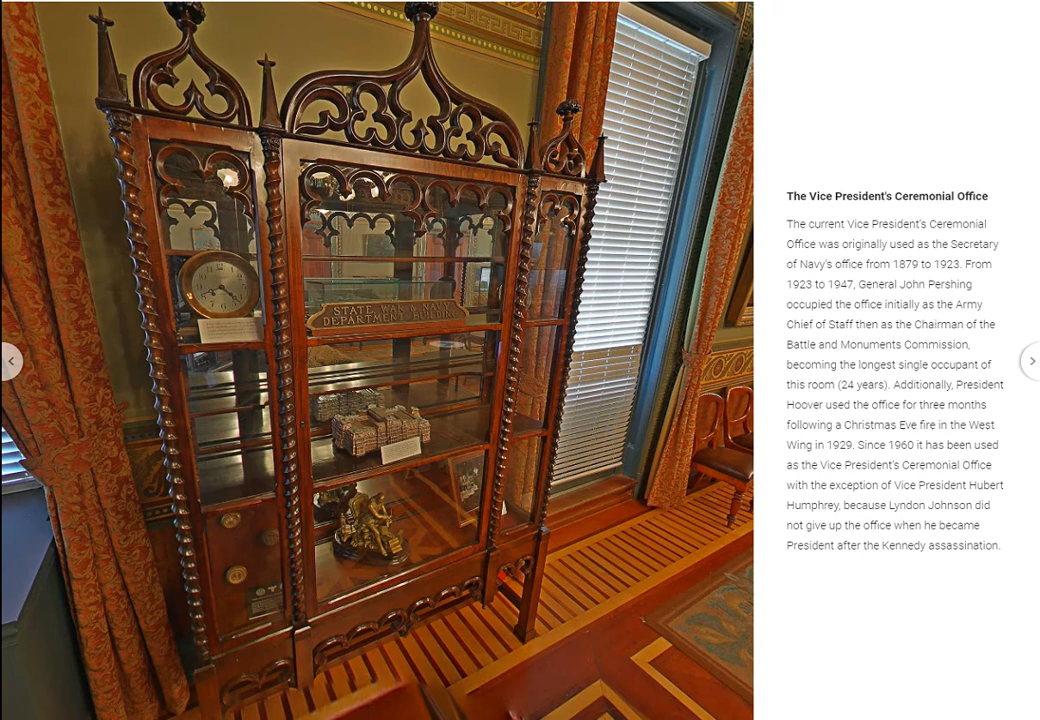 STATE, WAR & NAVY
DEPARTMENT BUILDING
The Vice President's Ceremonial Office
The current Vice President's Ceremonial
Office was originally used as the Secretary
of Navy's office from 1879 to 1923. From
1923 to 1947, General John Pershing
occupied the office initially as the Army
Chief of Staff then as the Chairman of the
Battle and Monuments Commission,
becoming the longest single occupant of
this room (24 years). Additionally, President
Hoover used the office for three months
following a Christmas Eve fire in the West
Wing in 1929. Since 1960 it has been used
as the Vice President's Ceremonial Office
with the exception of Vice President Hubert
Humphrey, because Lyndon Johnson did
not give up the office when he became
President after the Kennedy assassination.